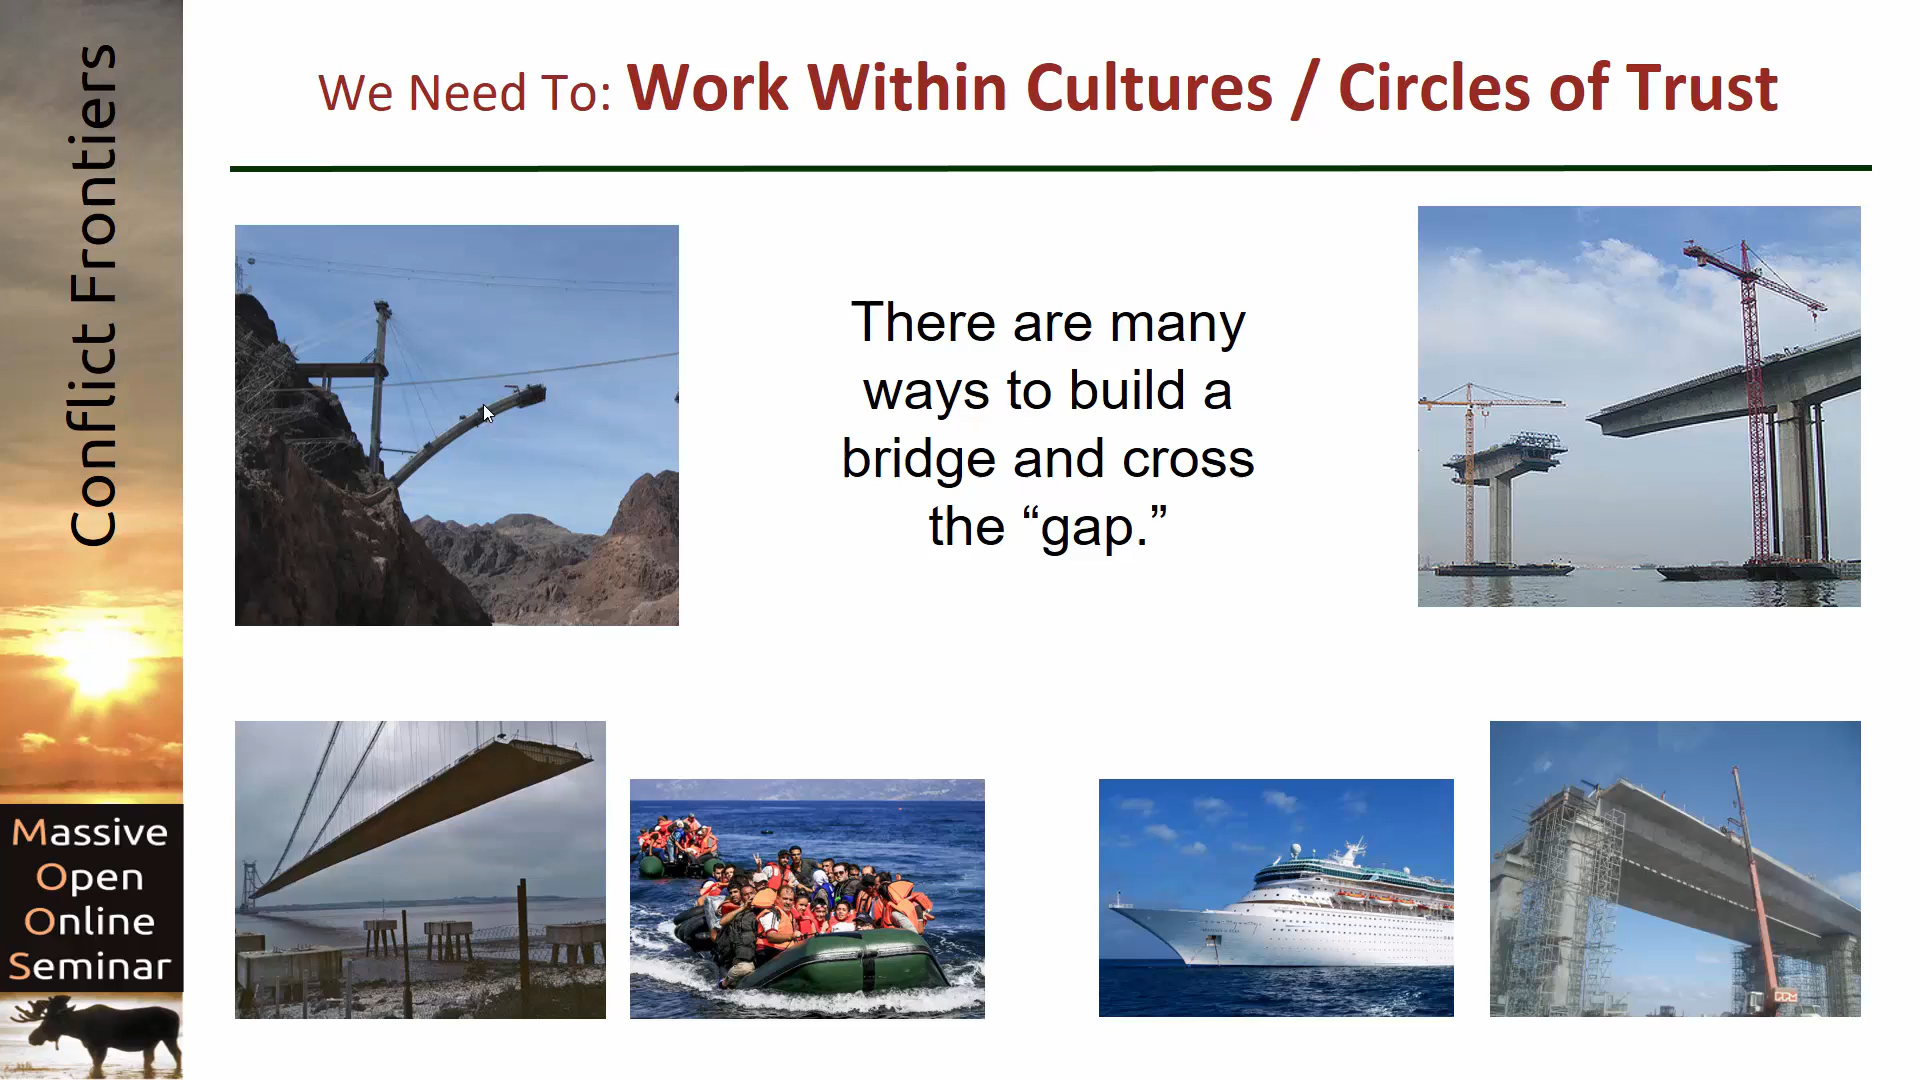 Conflict Frontiers
Massive
Open
Online
Seminar
We Need To: Work Within Cultures / Circles of Trust
There are many
ways to build a
bridge and cross
the “gap.”